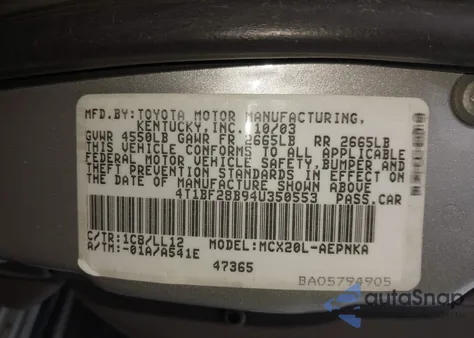 MFD.BY:TOYOTA MOTOR MANUFACTURING,
KENTUCKY,INC. 10/03
GVWR 4550LB GAWR FR 2665LB RR 2665LB
THIS VEHICLE CONFORMS TO ALL APPLICABLE
FEDERAL MOTOR VEHICLE SAFETY,BUMPER AND
THEFT PREVENTION STANDARDS IN EFFECT ON
THE DATE OF MANUFACTURE SHOWN ABOVE
4T1BF28B94U350553 PASS.CAR
C/TR:1C8/LL12 MODEL:MCX20L-AEPNKA
A/TM:-01A/A541E
47365
BA05794905
autoSnap